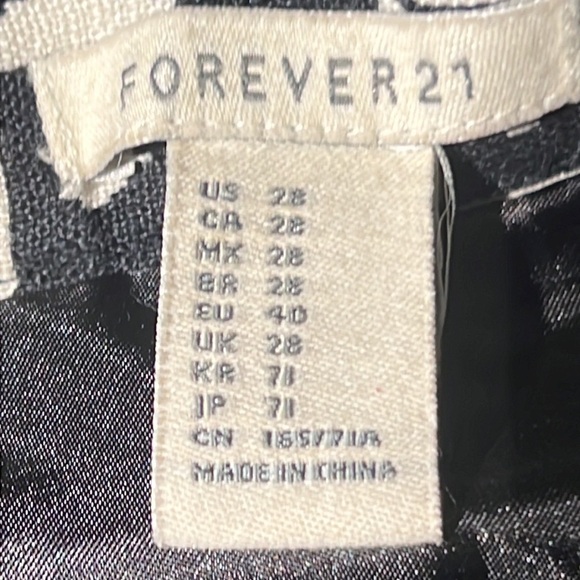 FOREVER 21
US 28
CA 28
MX 28
BR 28
EU 40
UK 28
KR 71
JP 71
CN 165/71A
MADE IN CHINA